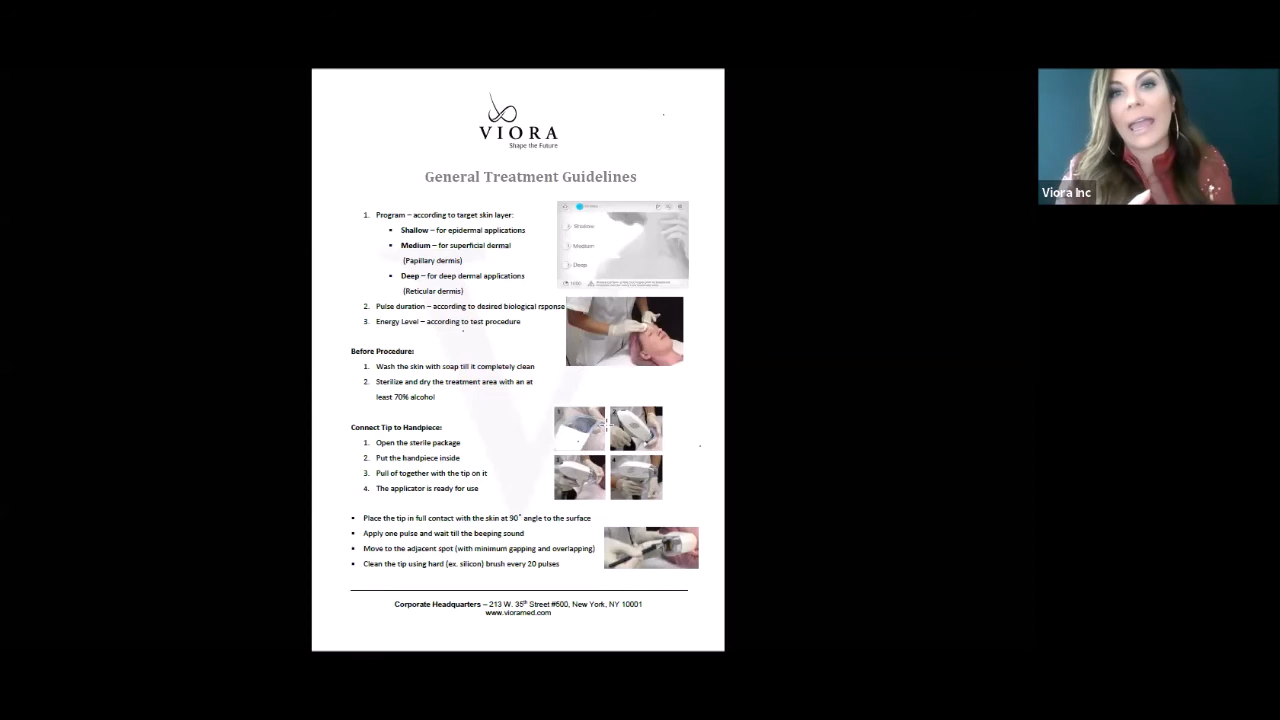 VIORA
Shape the Future
General Treatment Guidelines
1. Program – according to target skin layer:
▪ Shallow – for epidermal applications
▪ Medium – for superficial dermal
(Papillary dermis)
▪ Deep – for deep dermal applications
(Reticular dermis)
2. Pulse duration – according to desired biological rsponse
3. Energy Level – according to test procedure
Shallow
Medium
Deep
Before Procedure:
1. Wash the skin with soap till it completely clean
2. Sterilize and dry the treatment area with an at
least 70% alcohol
Connect Tip to Handpiece:
1. Open the sterile package
2. Put the handpiece inside
3. Pull of together with the tip on it
4. The applicator is ready for use
1
3
4
▪ Place the tip in full contact with the skin at 90˚ angle to the surface
▪ Apply one pulse and wait till the beeping sound
▪ Move to the adjacent spot (with minimum gapping and overlapping)
▪ Clean the tip using hard (ex. silicon) brush every 20 pulses
Corporate Headquarters – 213 W. 35th Street #500, New York, NY 10001
www.vioramed.com
Viora Inc